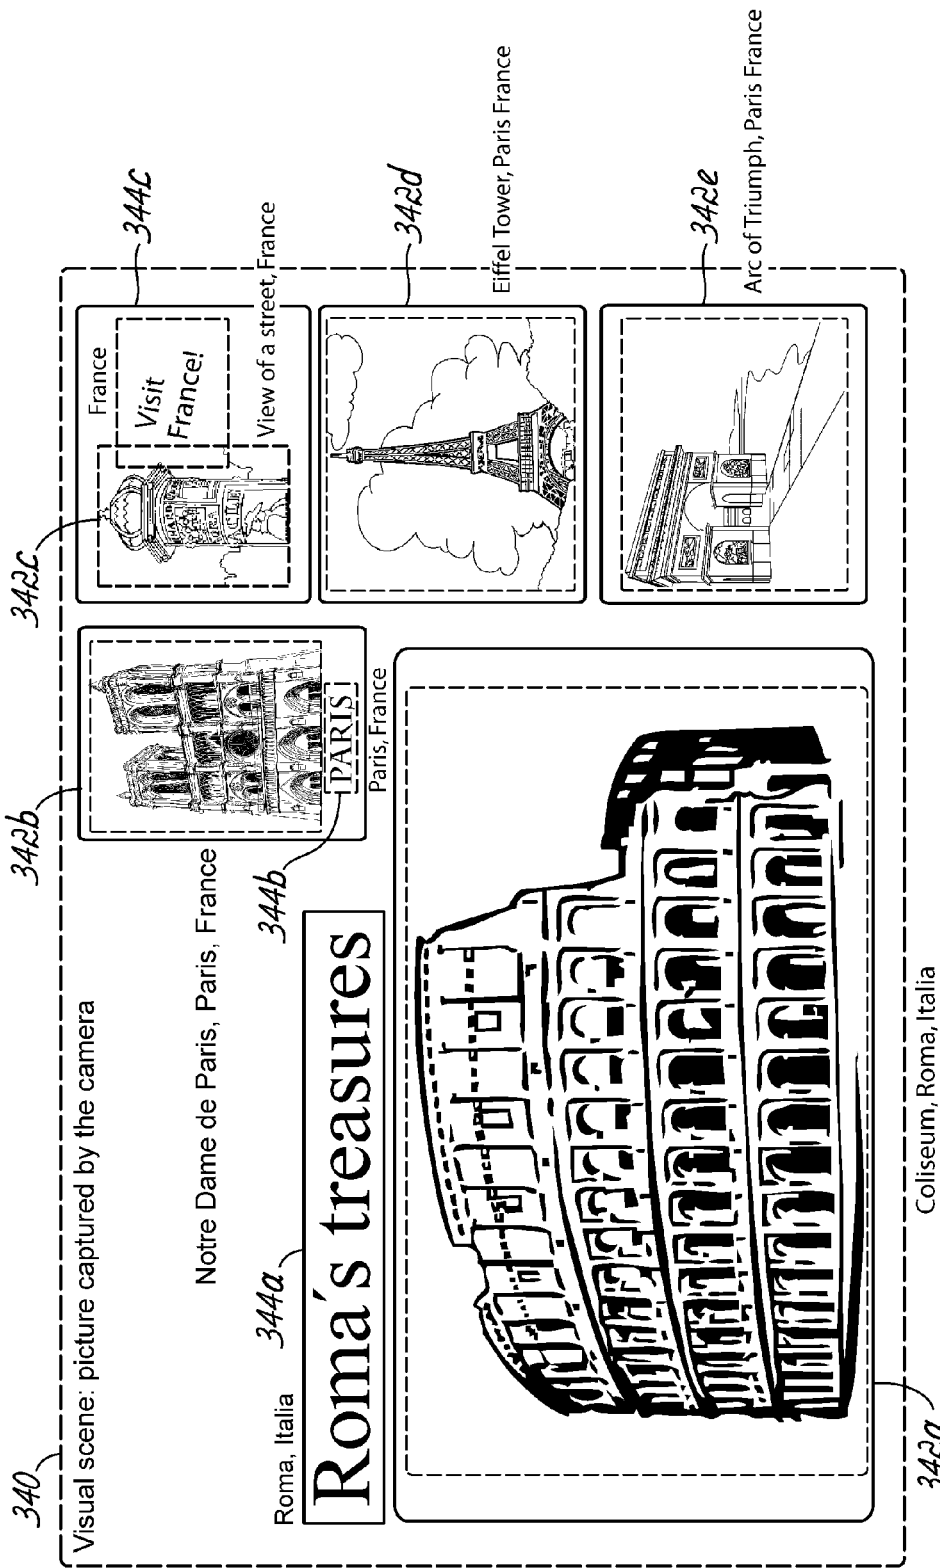 340
Visual scene: picture captured by the camera
342b
342c
344c
Notre Dame de Paris, Paris, France
France
Visit
France!
View of a street, France
344b
PARIS
Paris, France
342d
Eiffel Tower, Paris France
Roma, Italia
344a
Roma´s treasures
342e
Arc of Triumph, Paris France
342a
Coliseum, Roma, Italia